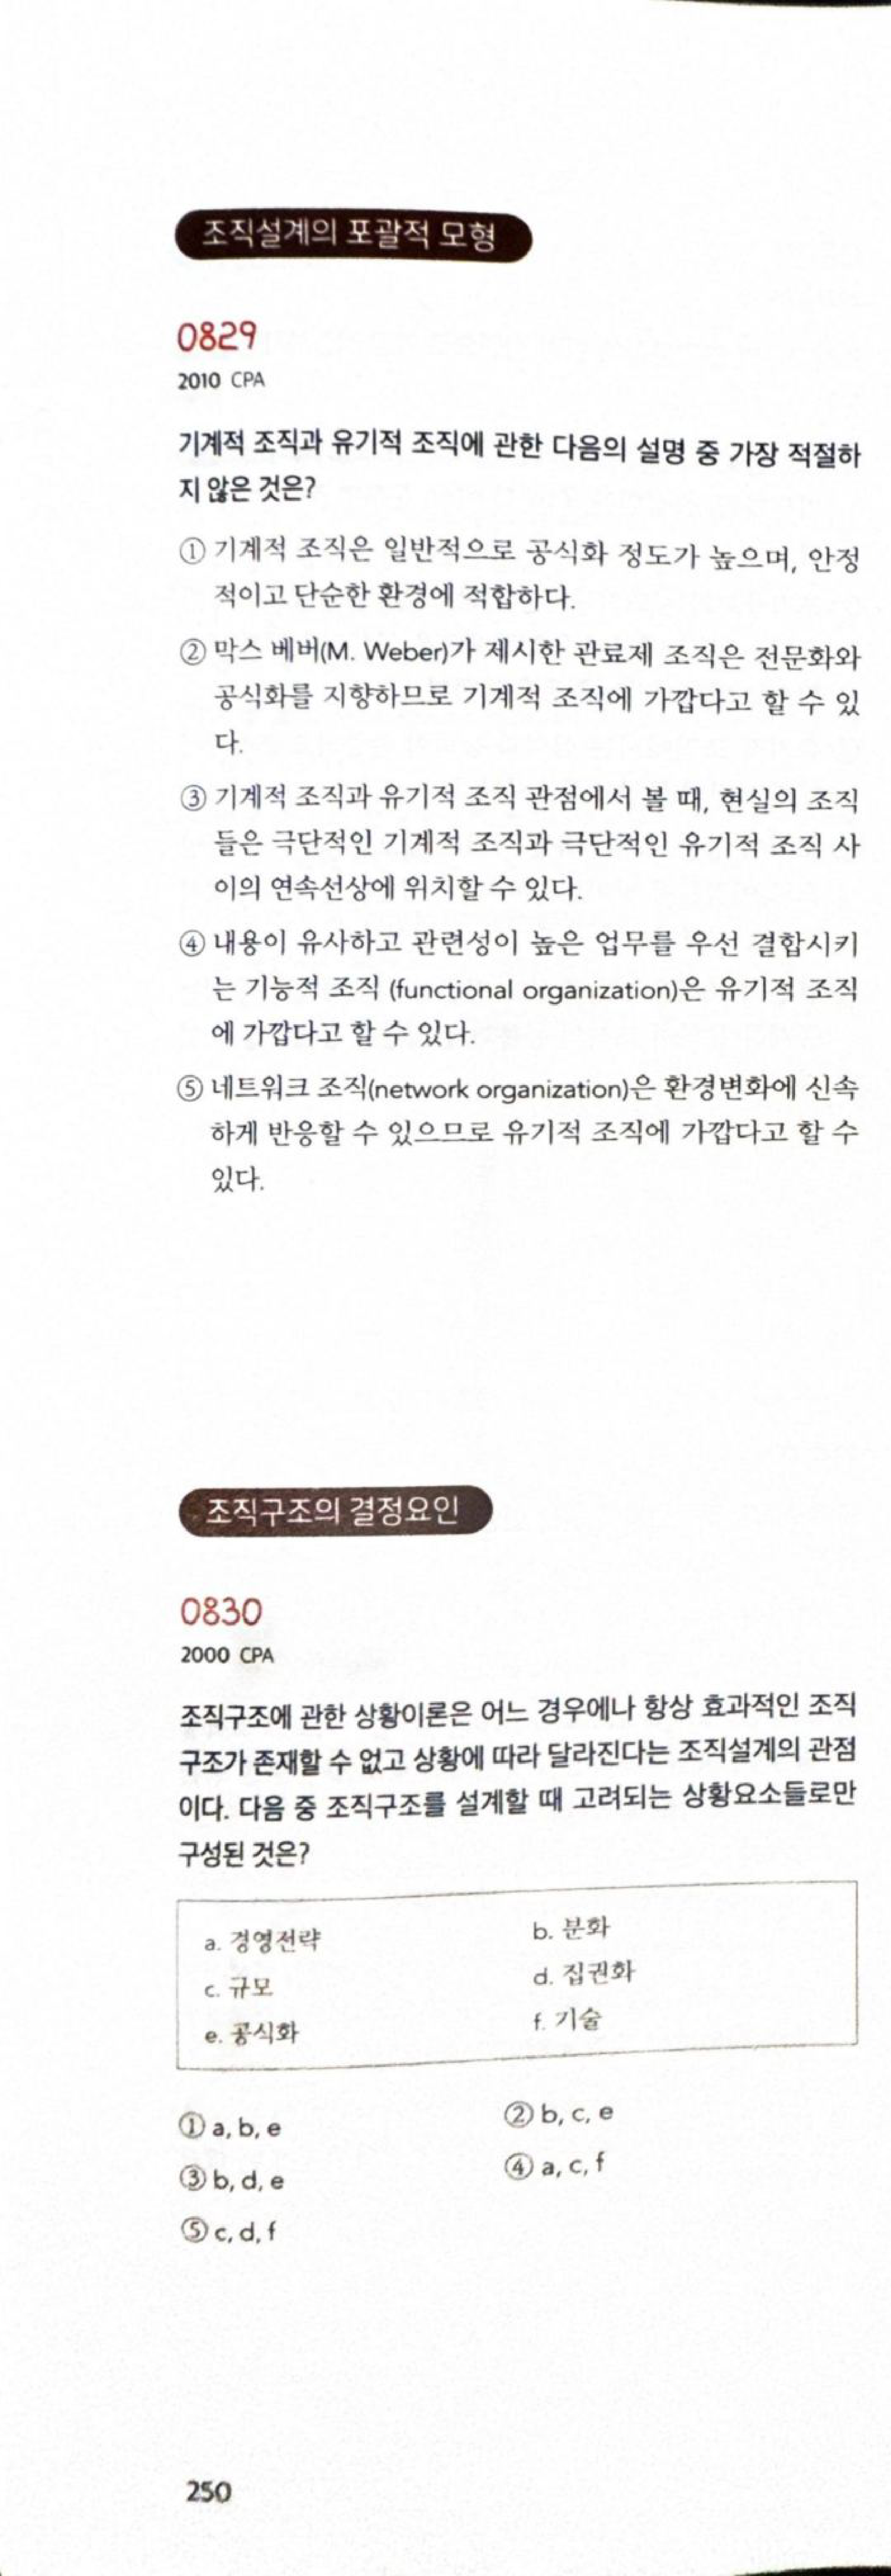 조직설계의 포괄적 모형
0829
2010 CPA
기계적 조직과 유기적 조직에 관한 다음의 설명 중 가장 적절하
지 않은 것은?
① 기계적 조직은 일반적으로 공식화 정도가 높으며, 안정
적이고 단순한 환경에 적합하다.
② 막스 베버(M. Weber)가 제시한 관료제 조직은 전문화와
공식화를 지향하므로 기계적 조직에 가깝다고 할 수 있
다.
③ 기계적 조직과 유기적 조직 관점에서 볼 때, 현실의 조직
들은 극단적인 기계적 조직과 극단적인 유기적 조직 사
이의 연속선상에 위치할 수 있다.
④ 내용이 유사하고 관련성이 높은 업무를 우선 결합시키
는 기능적 조직 (functional organization)은 유기적 조직
에 가깝다고 할 수 있다.
⑤ 네트워크 조직(network organization)은 환경변화에 신속
하게 반응할 수 있으므로 유기적 조직에 가깝다고 할 수
있다.
조직구조의 결정요인
0830
2000 CPA
조직구조에 관한 상황이론은 어느 경우에나 항상 효과적인 조직
구조가 존재할 수 없고 상황에 따라 달라진다는 조직설계의 관점
이다. 다음 중 조직구조를 설계할 때 고려되는 상황요소들로만
구성된 것은?
a. 경영전략 b. 분화
c. 규모 d. 집권화
e. 공식화 f. 기술
① a, b, e ② b, c, e
③ b, d, e ④ a, c, f
⑤ c, d, f
250